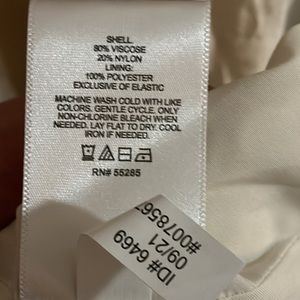 SHELL
80% VISCOSE
20% NYLON
LINING:
100% POLYESTER
EXCLUSIVE OF ELASTIC
MACHINE WASH COLD WITH LIKE
COLORS. GENTLE CYCLE. ONLY
NON-CHLORINE BLEACH WHEN
NEEDED. LAY FLAT TO DRY. COOL
IRON IF NEEDED.
RN# 55285
ID# 6469
09/21
#0007856